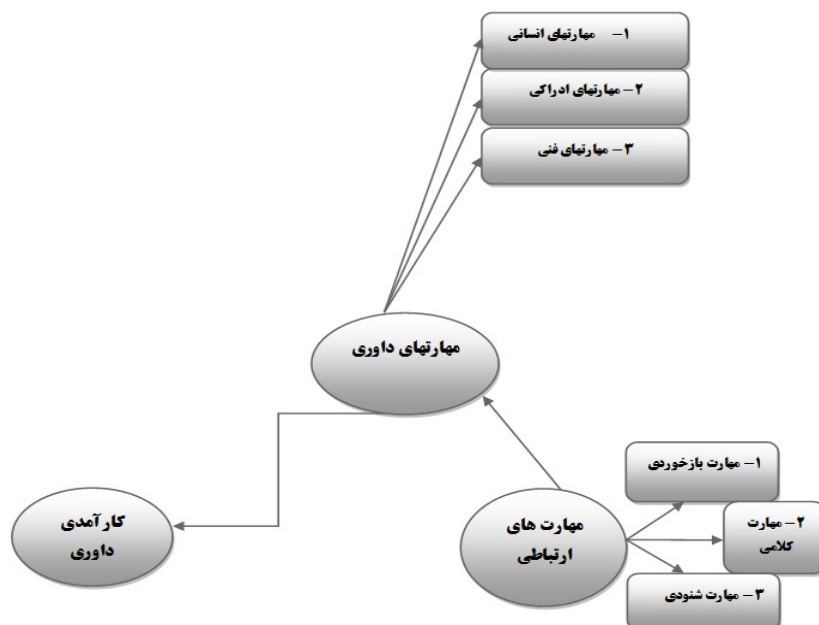 ۱- مهارتهای انسانی
۲- مهارتهای ادراکی
۳- مهارتهای فنی
مهارتهای داوری
۱- مهارت بازخوردی
۲- مهارت
کلامی
۳- مهارت شنودی
مهارت های
ارتباطی
کارآمدی
داوری